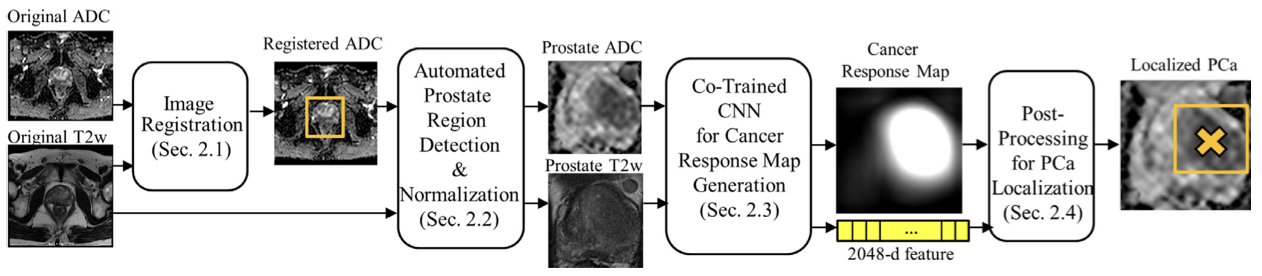 Original ADC
Original T2w
Image
Registration
(Sec. 2.1)
Registered ADC
Automated
Prostate
Region
Detection
&
Normalization
(Sec. 2.2)
Prostate ADC
Prostate T2w
Co-Trained
CNN
for Cancer
Response Map
Generation
(Sec. 2.3)
Cancer
Response Map
...
2048-d feature
Post-
Processing
for PCa
Localization
(Sec. 2.4)
Localized PCa